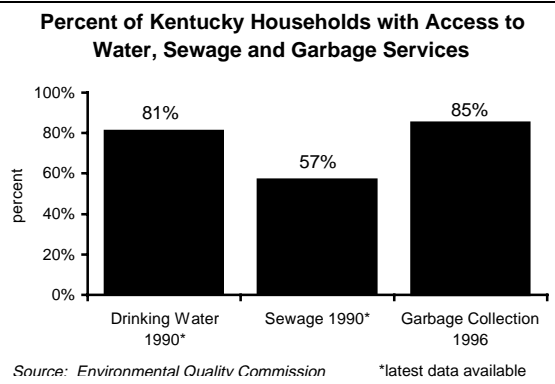 Percent of Kentucky Households with Access to
Water, Sewage and Garbage Services
100%
80%
60%
40%
20%
0%
percent
81%
57%
85%
Drinking Water
1990*
Sewage 1990*
Garbage Collection
1996
Source: Environmental Quality Commission
*latest data available